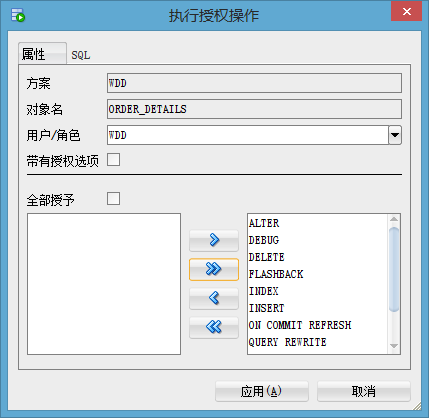 执行授权操作
属性 SQL
方案 WDD
对象名 ORDER_DETAILS
用户/角色 WDD
带有授权选项
全部授予
ALTER
DEBUG
DELETE
FLASHBACK
INDEX
INSERT
ON COMMIT REFRESH
QUERY REWRITE
应用(A) 取消